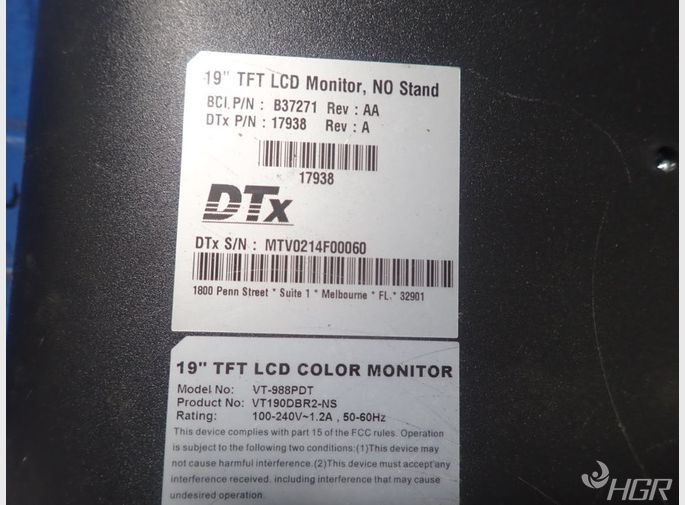 19" TFT LCD Monitor, NO Stand
BCI P/N : B37271 Rev : AA
DTx P/N : 17938 Rev : A
17938
DTx
DTx S/N : MTV0214F00060
1800 Penn Street * Suite 1 * Melbourne * FL * 32901
19" TFT LCD COLOR MONITOR
Model No: VT-988PDT
Product No: VT190DBR2-NS
Rating: 100-240V~1.2A , 50-60Hz
This device complies with part 15 of the FCC rules. Operation
is subject to the following two conditions:(1)This device may
not cause harmful interference.(2)This device must accept any
interference received, including interference that may cause
undesired operation.
HGR